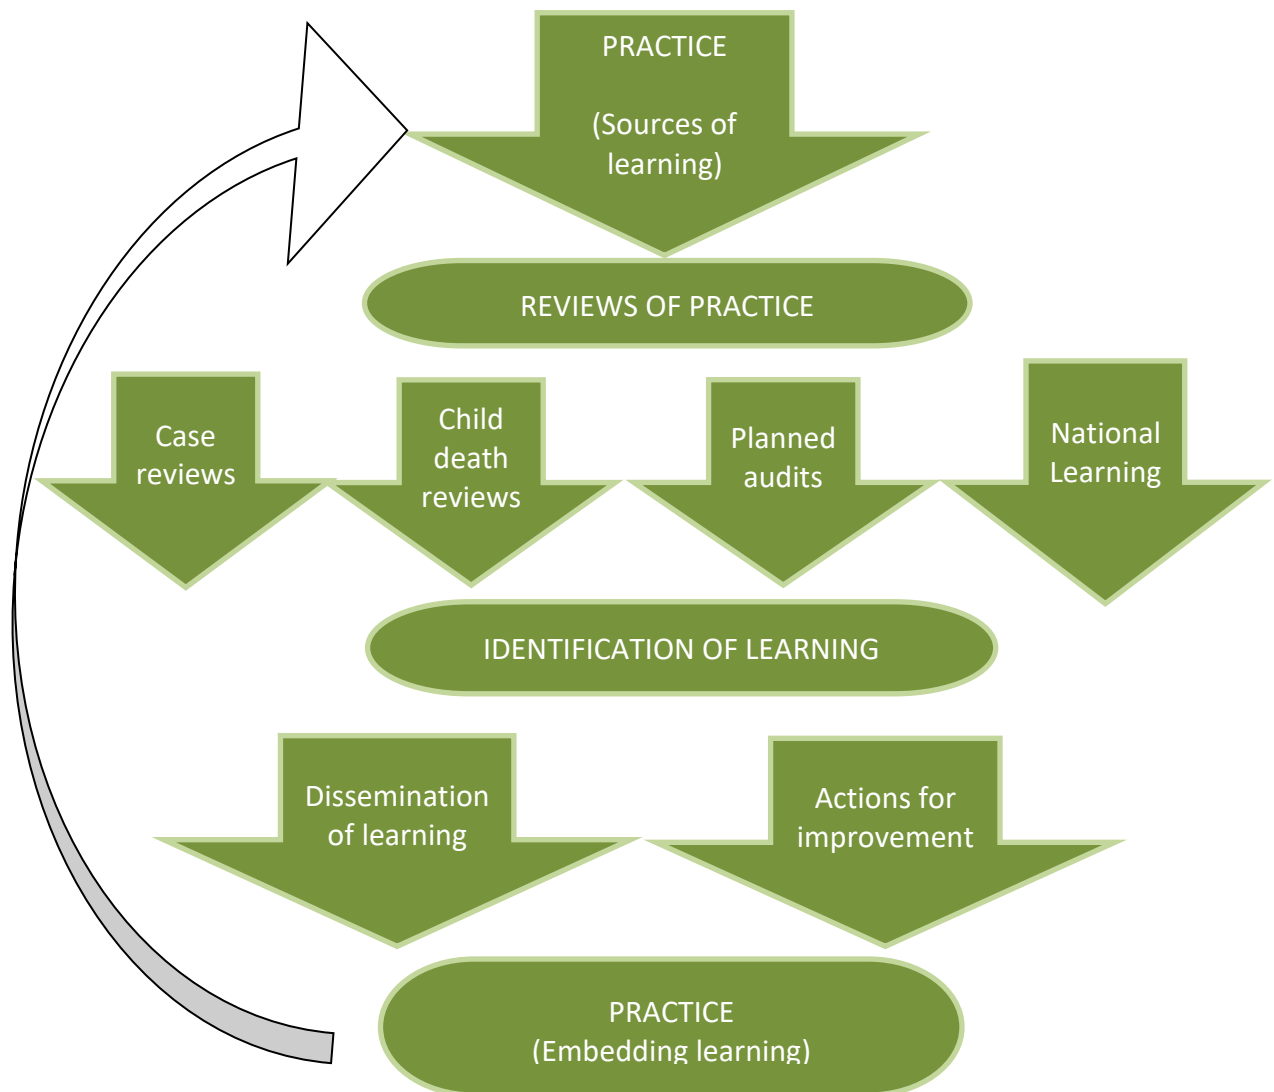 PRACTICE
(Sources of
learning)
REVIEWS OF PRACTICE
Case
reviews
Child
death
reviews
Planned
audits
National
Learning
IDENTIFICATION OF LEARNING
Dissemination
of learning
Actions for
improvement
PRACTICE
(Embedding learning)